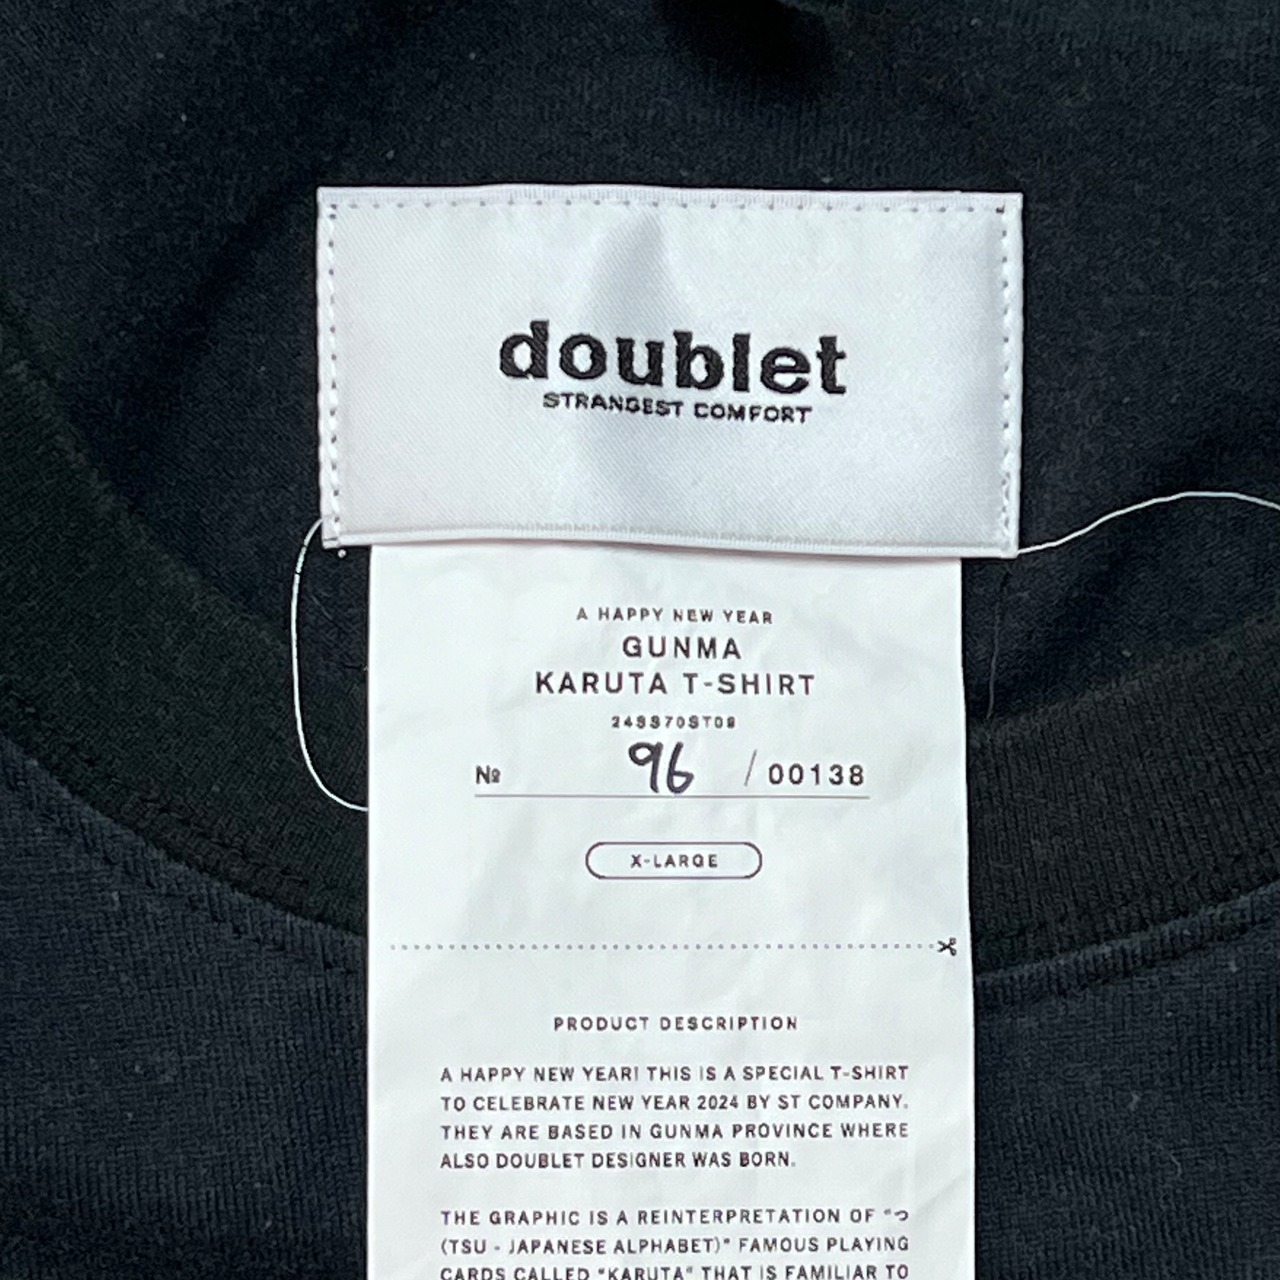 doublet
STRANGEST COMFORT
A HAPPY NEW YEAR
GUNMA
KARUTA T-SHIRT
24SS70ST09
№ 96 / 00138
X-LARGE
PRODUCT DESCRIPTION
A HAPPY NEW YEAR! THIS IS A SPECIAL T-SHIRT
TO CELEBRATE NEW YEAR 2024 BY ST COMPANY.
THEY ARE BASED IN GUNMA PROVINCE WHERE
ALSO DOUBLET DESIGNER WAS BORN.
THE GRAPHIC IS A REINTERPRETATION OF "つ
(TSU - JAPANESE ALPHABET)" FAMOUS PLAYING
CARDS CALLED "KARUTA" THAT IS FAMILIAR TO